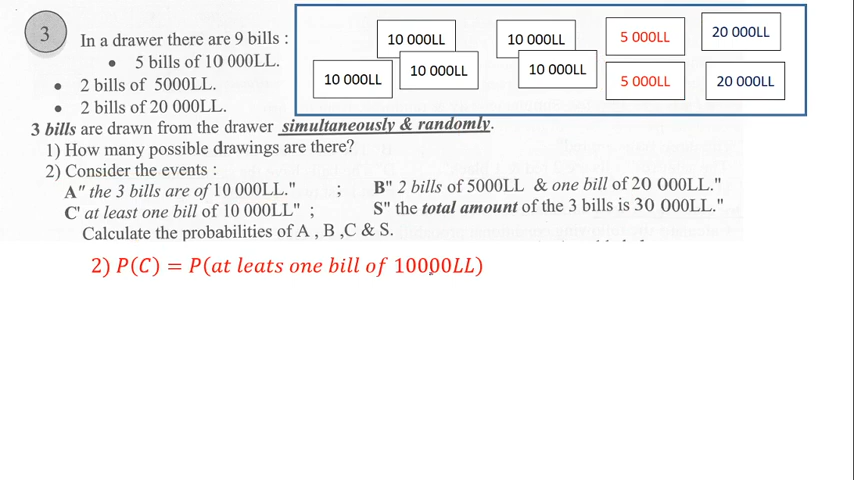 3
In a drawer there are 9 bills :
• 5 bills of 10 000LL.
• 2 bills of 5000LL.
• 2 bills of 20 000LL.
10 000LL 10 000LL 5 000LL 20 000LL
10 000LL 10 000LL 10 000LL 5 000LL 20 000LL
3 bills are drawn from the drawer simultaneously & randomly.
1) How many possible drawings are there?
2) Consider the events :
A" the 3 bills are of 10 000LL." ; B" 2 bills of 5000LL & one bill of 20 000LL."
C' at least one bill of 10 000LL" ; S" the total amount of the 3 bills is 30 000LL."
Calculate the probabilities of A , B ,C & S.
2) P(C) = P(at leats one bill of 10000LL)